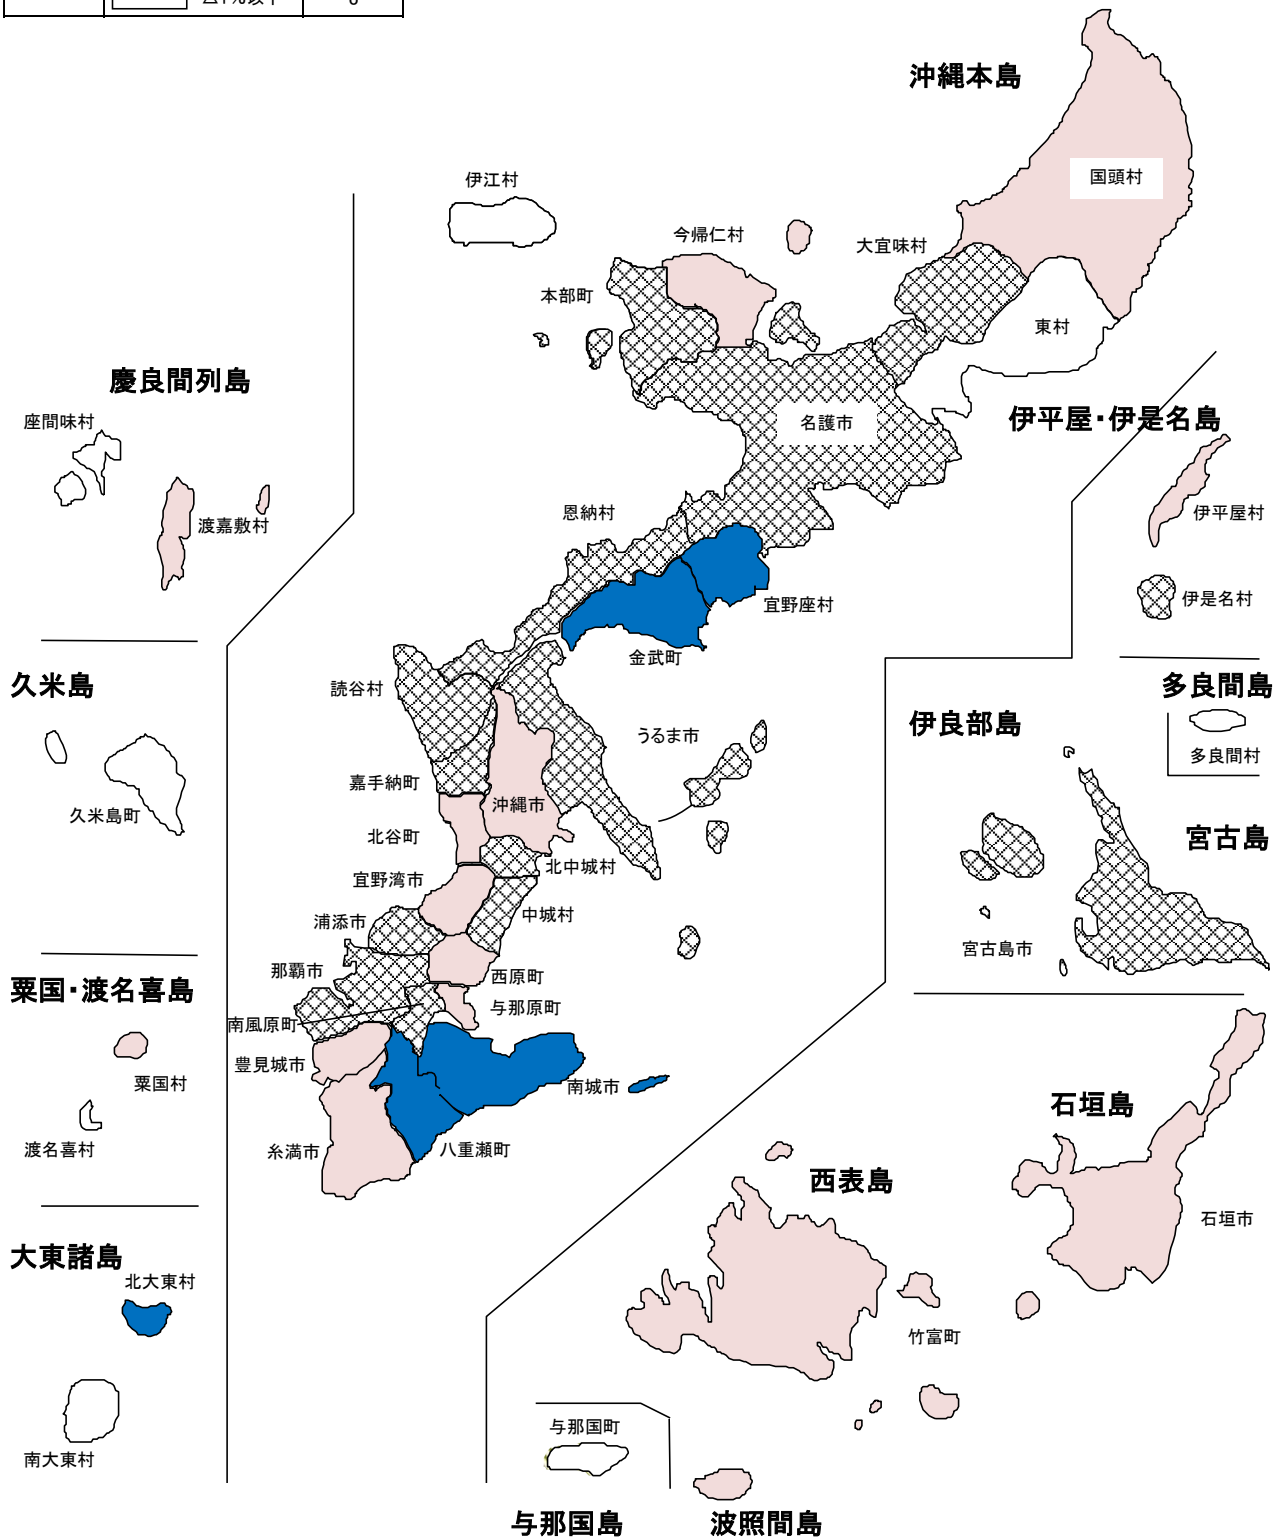 沖縄本島
国頭村
伊江村
今帰仁村
大宜味村
本部町
東村
慶良間列島
座間味村
名護市
伊平屋・伊是名島
渡嘉敷村
恩納村
伊平屋村
宜野座村
伊是名村
金武町
久米島
読谷村
多良間島
伊良部島
うるま市
多良間村
嘉手納町
沖縄市
久米島町
北谷町
宮古島
北中城村
宜野湾市
中城村
浦添市
宮古島市
那覇市
西原町
粟国・渡名喜島
与那原町
南風原町
豊見城市
粟国村
南城市
石垣島
渡名喜村
糸満市
八重瀬町
西表島
石垣市
大東諸島
北大東村
竹富町
与那国町
南大東村
与那国島
波照間島